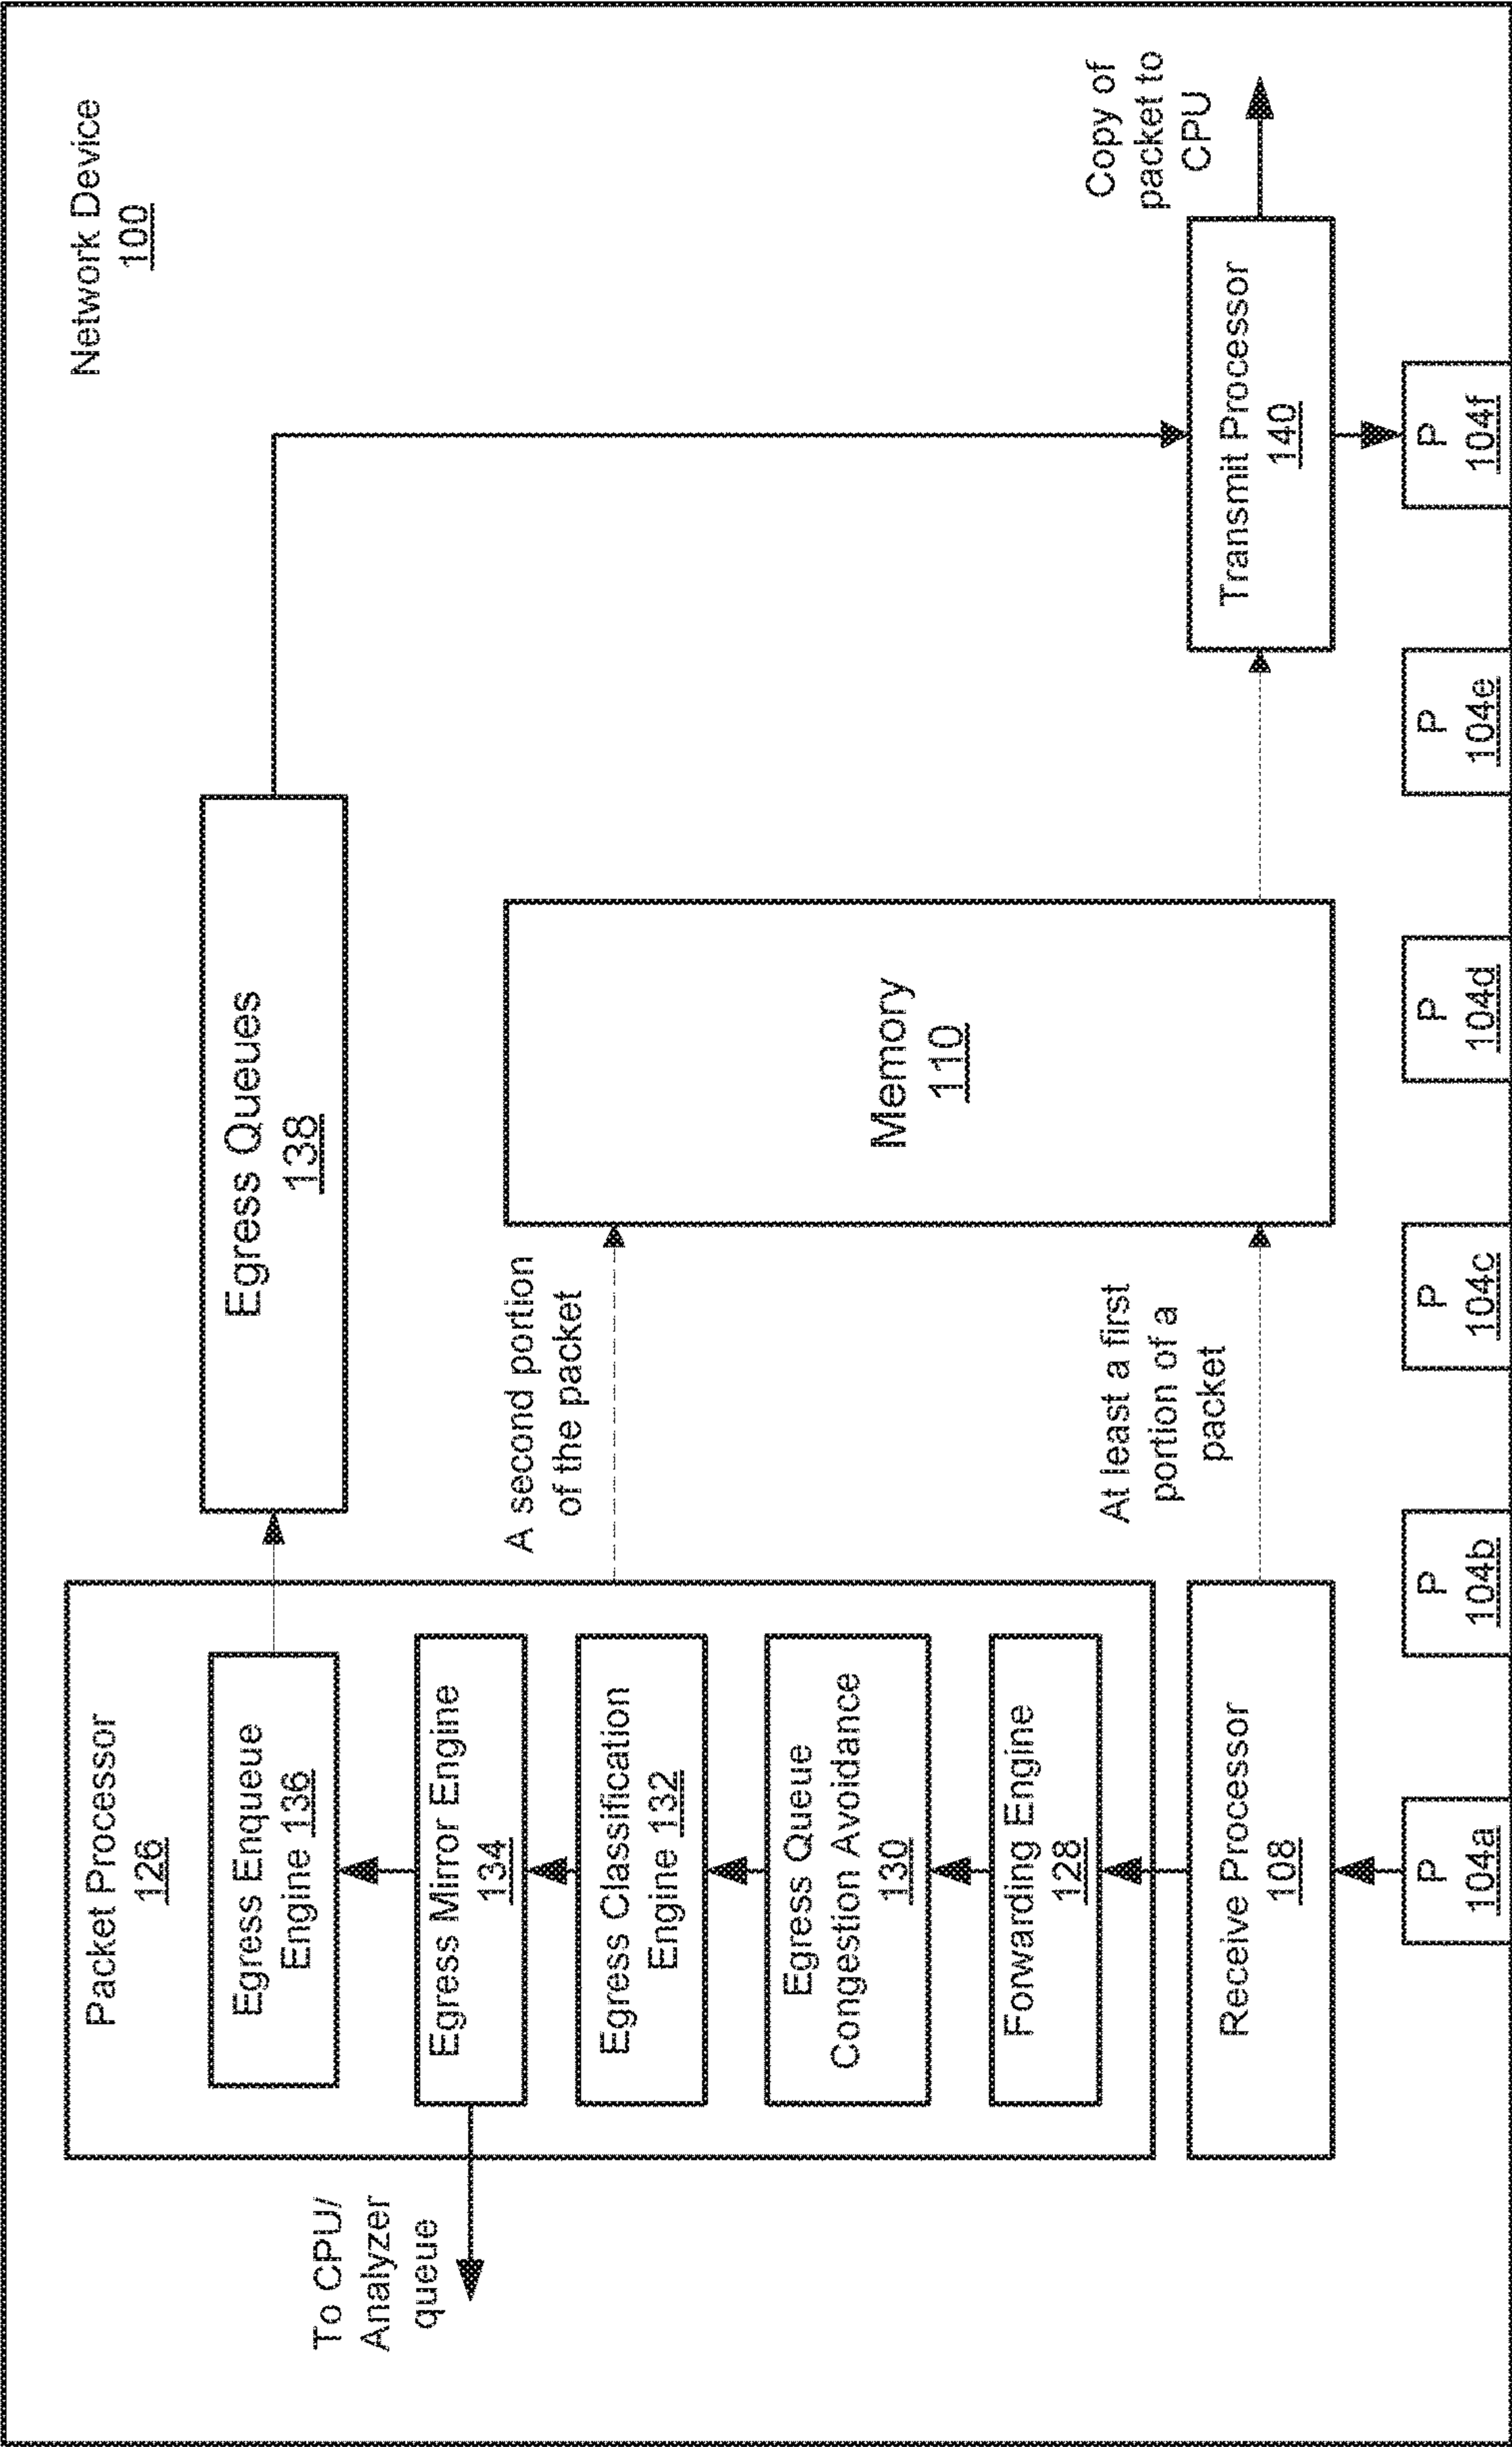 Network Device
100
Packet Processor
126
Egress Enqueue
Engine 136
Egress Queues
138
To CPU/
Analyzer
queue
Egress Mirror Engine
134
A second portion
of the packet
Egress Classification
Engine 132
Egress Queue
Congestion Avoidance
130
Memory
110
Forwarding Engine
128
At least a first
portion of a
packet
Copy of
packet to
CPU
Receive Processor
108
Transmit Processor
140
P
104a
P
104b
P
104c
P
104d
P
104e
P
104f